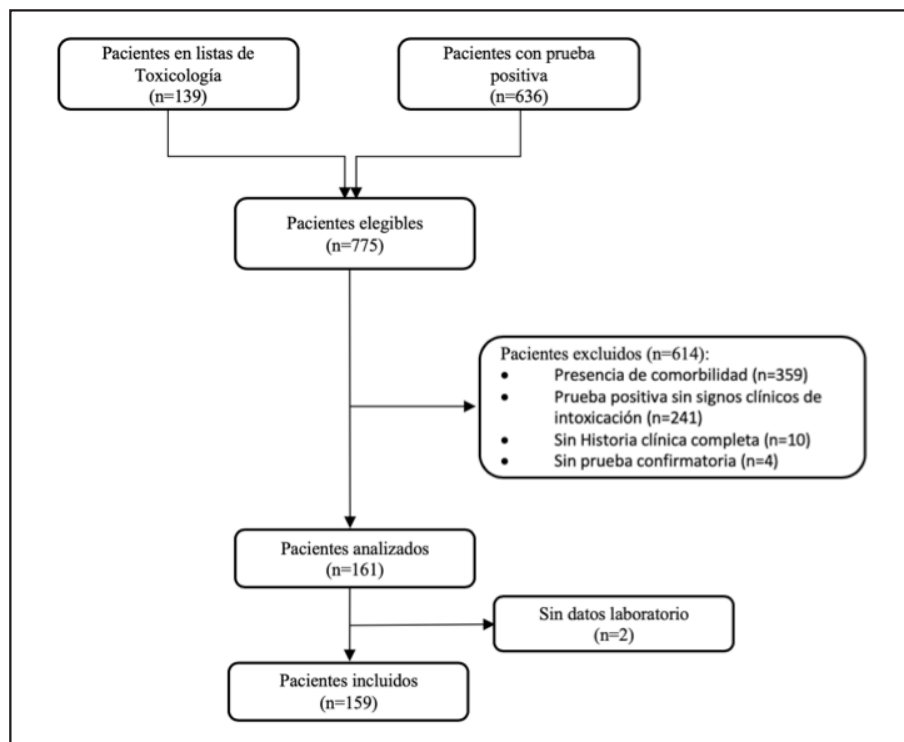 Pacientes en listas de
Toxicología
(n=139)
Pacientes con prueba
positiva
(n=636)
Pacientes elegibles
(n=775)
Pacientes excluidos (n=614):
• Presencia de comorbilidad (n=359)
• Prueba positiva sin signos clínicos de
intoxicación (n=241)
• Sin Historia clínica completa (n=10)
• Sin prueba confirmatoria (n=4)
Pacientes analizados
(n=161)
Sin datos laboratorio
(n=2)
Pacientes incluidos
(n=159)